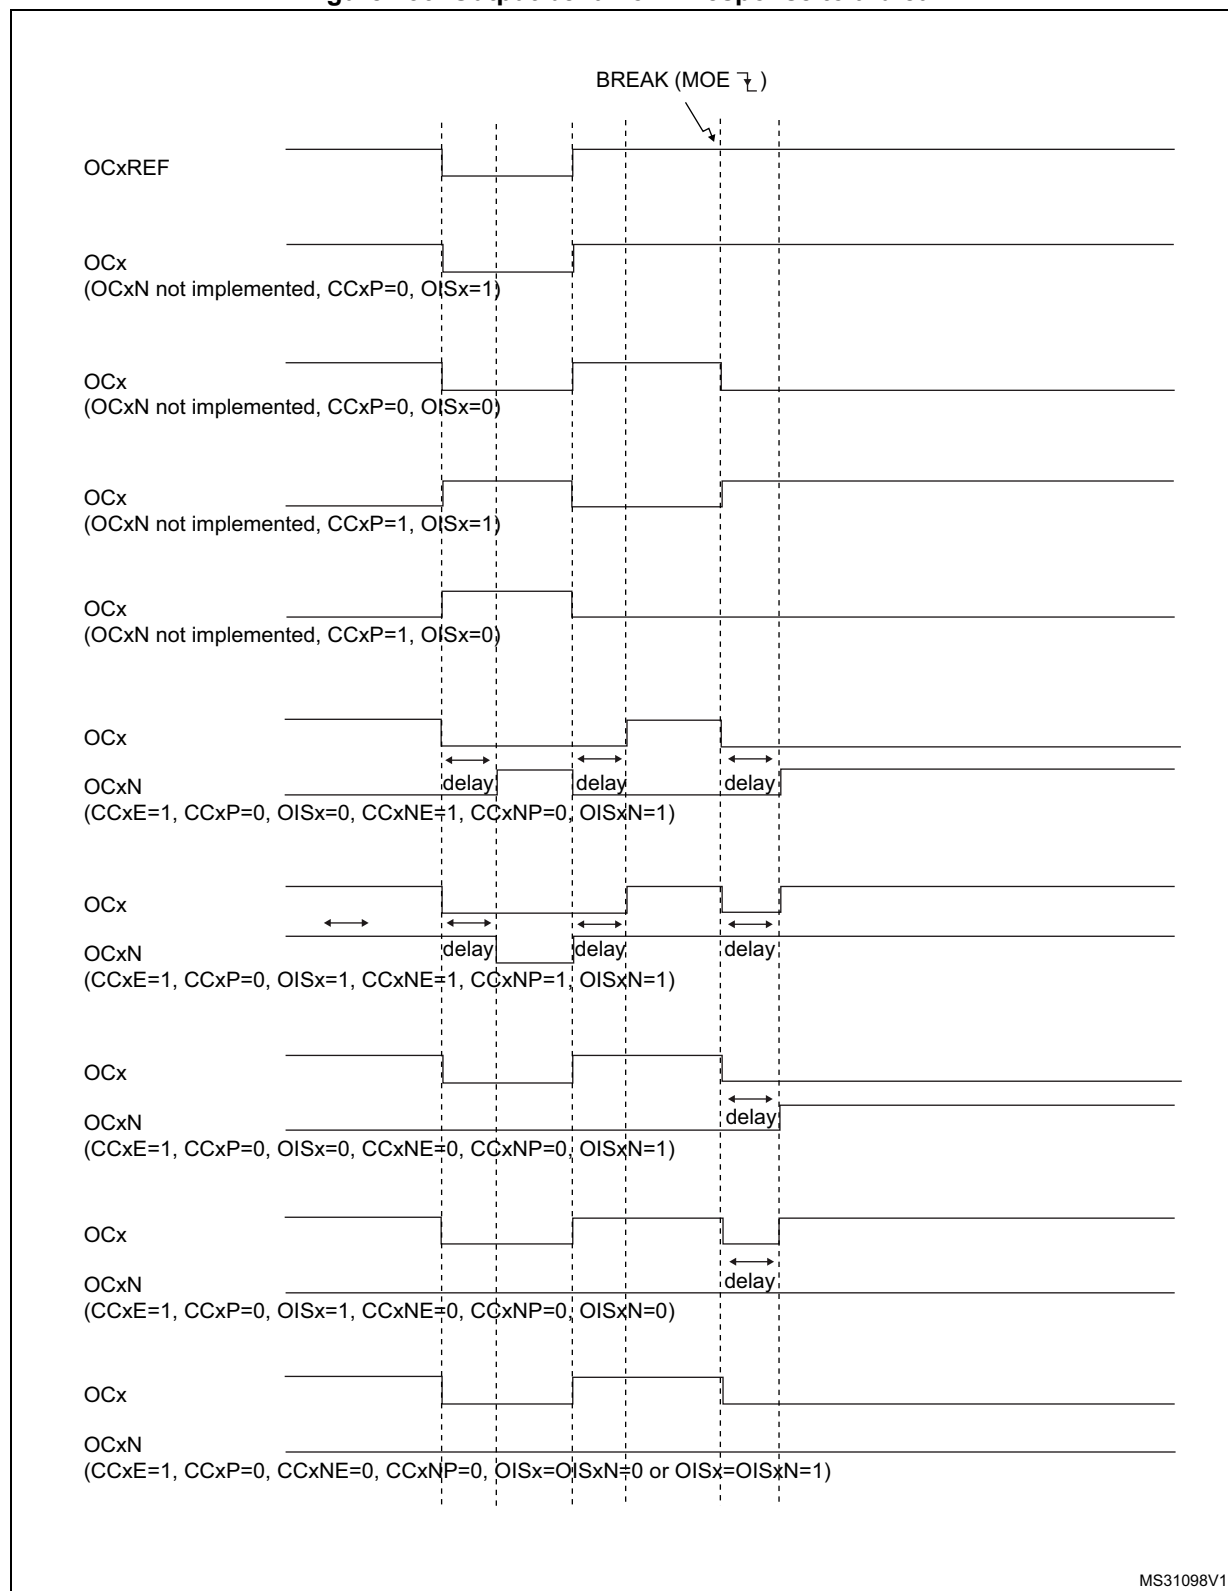 BREAK (MOE )
OCxREF
OCx
(OCxN not implemented, CCxP=0, OISx=1)
OCx
(OCxN not implemented, CCxP=0, OISx=0)
OCx
(OCxN not implemented, CCxP=1, OISx=1)
OCx
(OCxN not implemented, CCxP=1, OISx=0)
OCx
delay delay delay
OCxN
(CCxE=1, CCxP=0, OISx=0, CCxNE=1, CCxNP=0, OISxN=1)
OCx
delay delay delay
OCxN
(CCxE=1, CCxP=0, OISx=1, CCxNE=1, CCxNP=1, OISxN=1)
OCx
delay
OCxN
(CCxE=1, CCxP=0, OISx=0, CCxNE=0, CCxNP=0, OISxN=1)
OCx
delay
OCxN
(CCxE=1, CCxP=0, OISx=1, CCxNE=0, CCxNP=0, OISxN=0)
OCx
OCxN
(CCxE=1, CCxP=0, CCxNE=0, CCxNP=0, OISx=OISxN=0 or OISx=OISxN=1)
MS31098V1